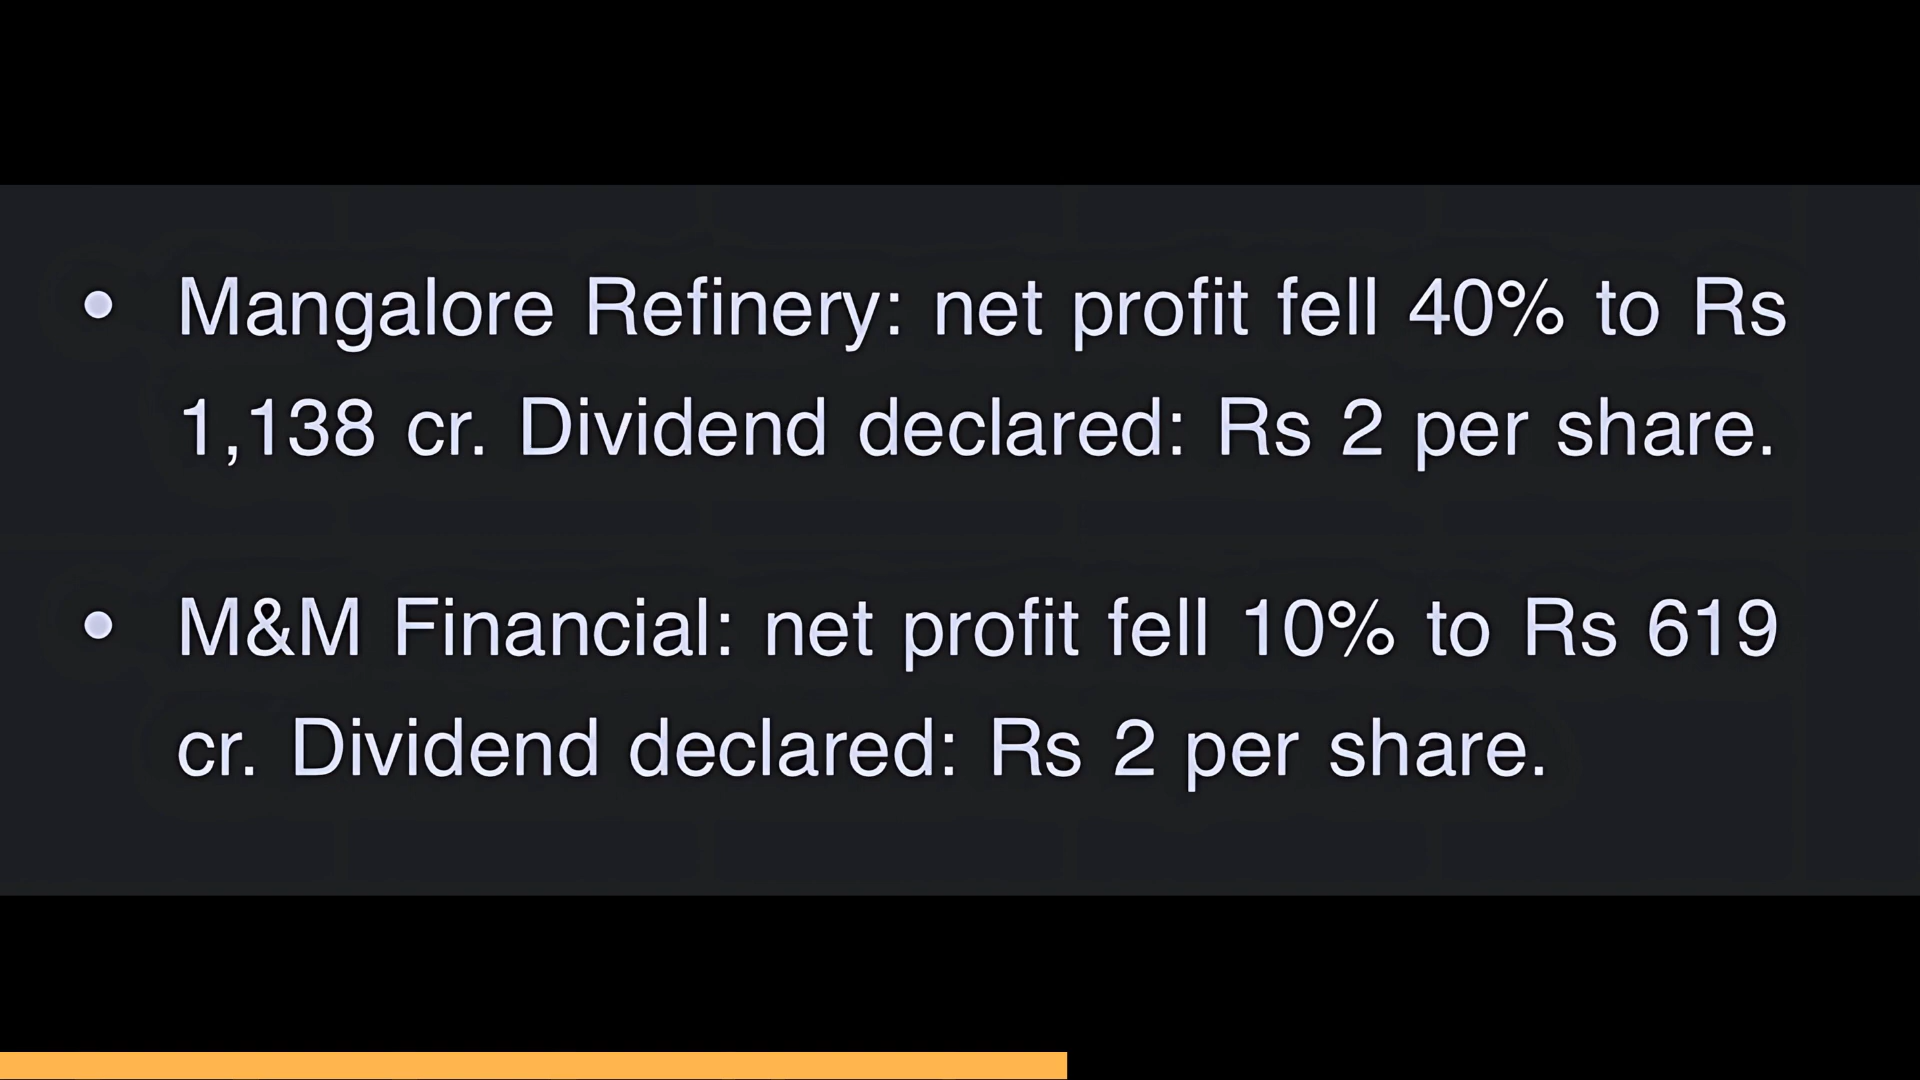 • Mangalore Refinery: net profit fell 40% to Rs
1,138 cr. Dividend declared: Rs 2 per share.
• M&M Financial: net profit fell 10% to Rs 619
cr. Dividend declared: Rs 2 per share.